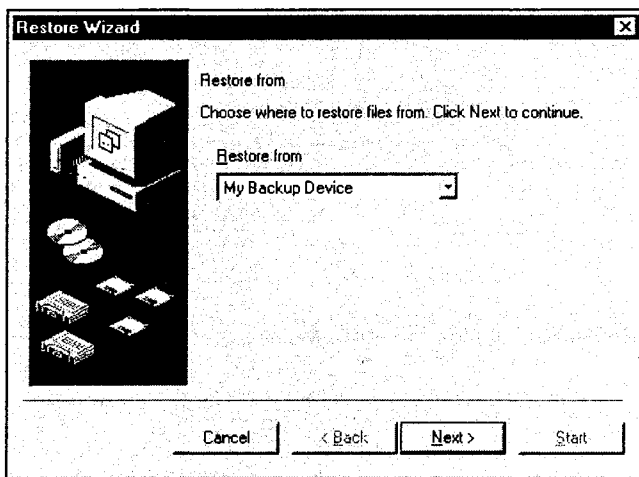 Restore Wizard
Restore from
Choose where to restore files from. Click Next to continue.
Restore from
My Backup Device
Cancel < Back Next > Start